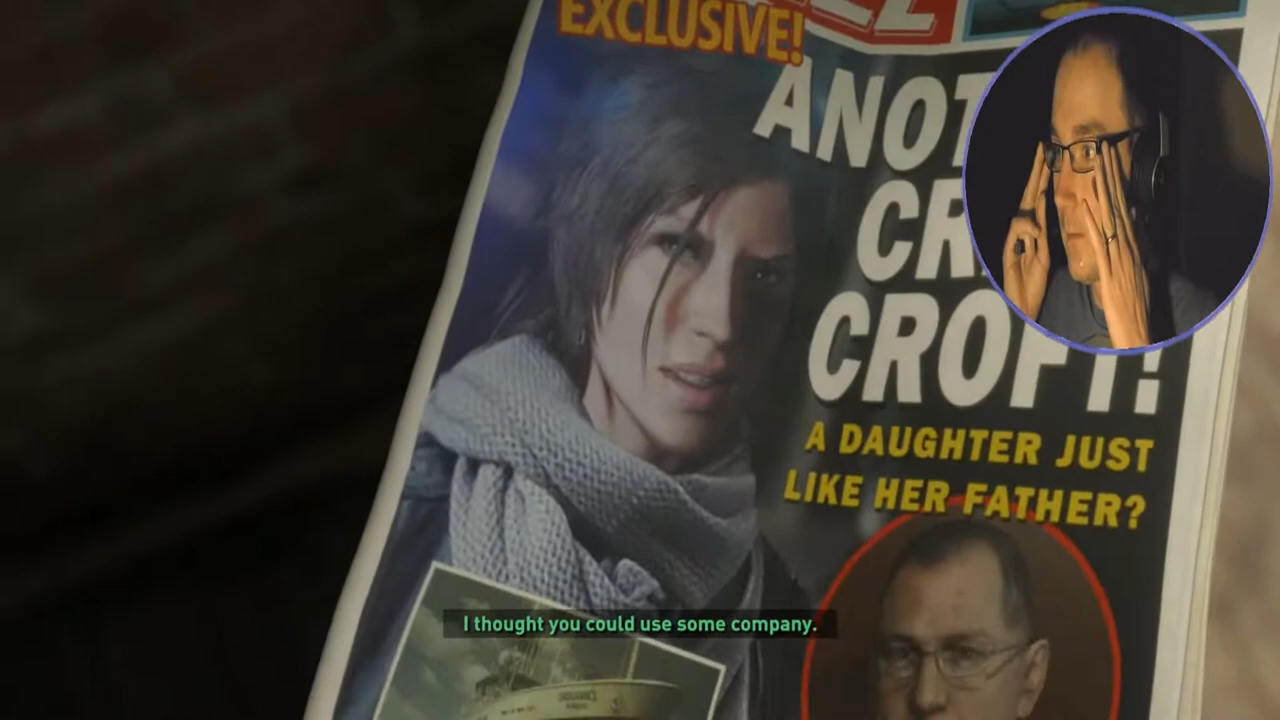 EXCLUSIVE!
CROFT!
A DAUGHTER JUST
LIKE HER FATHER?
I thought you could use some company.